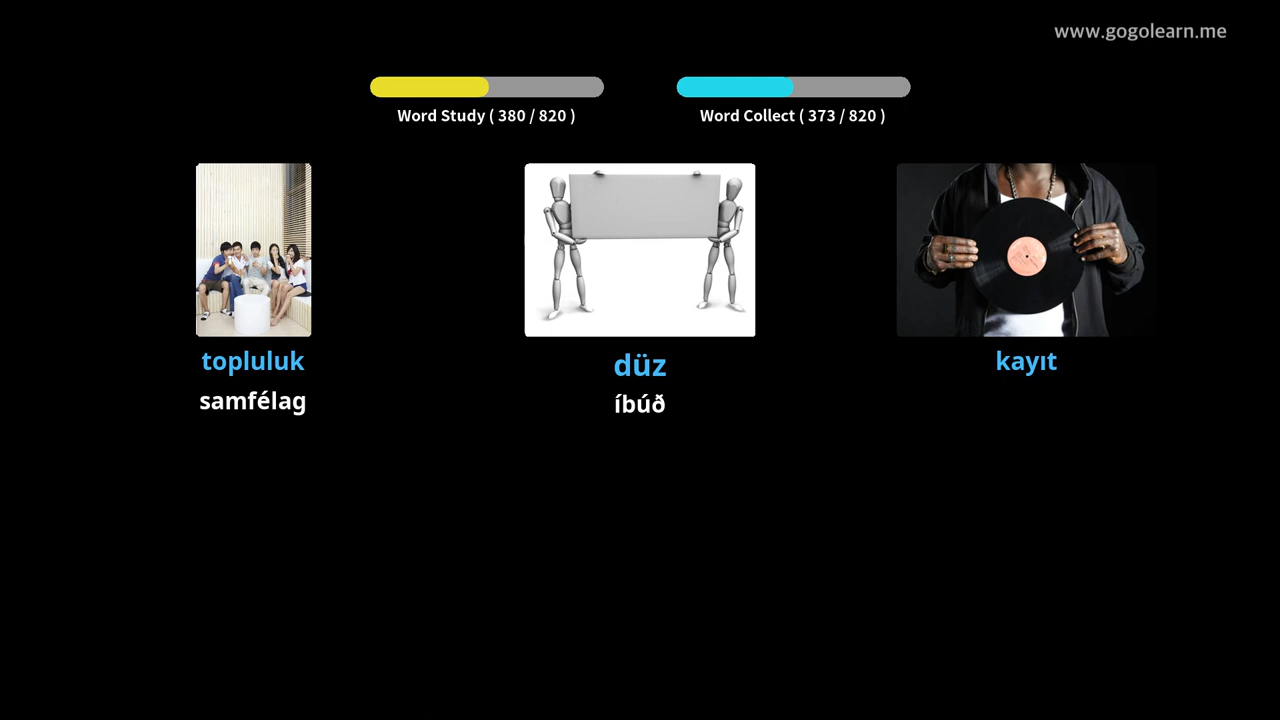 www.gogolearn.me
Word Study ( 380 / 820 )
Word Collect ( 373 / 820 )
topluluk
samfélag
düz
íbúð
kayıt